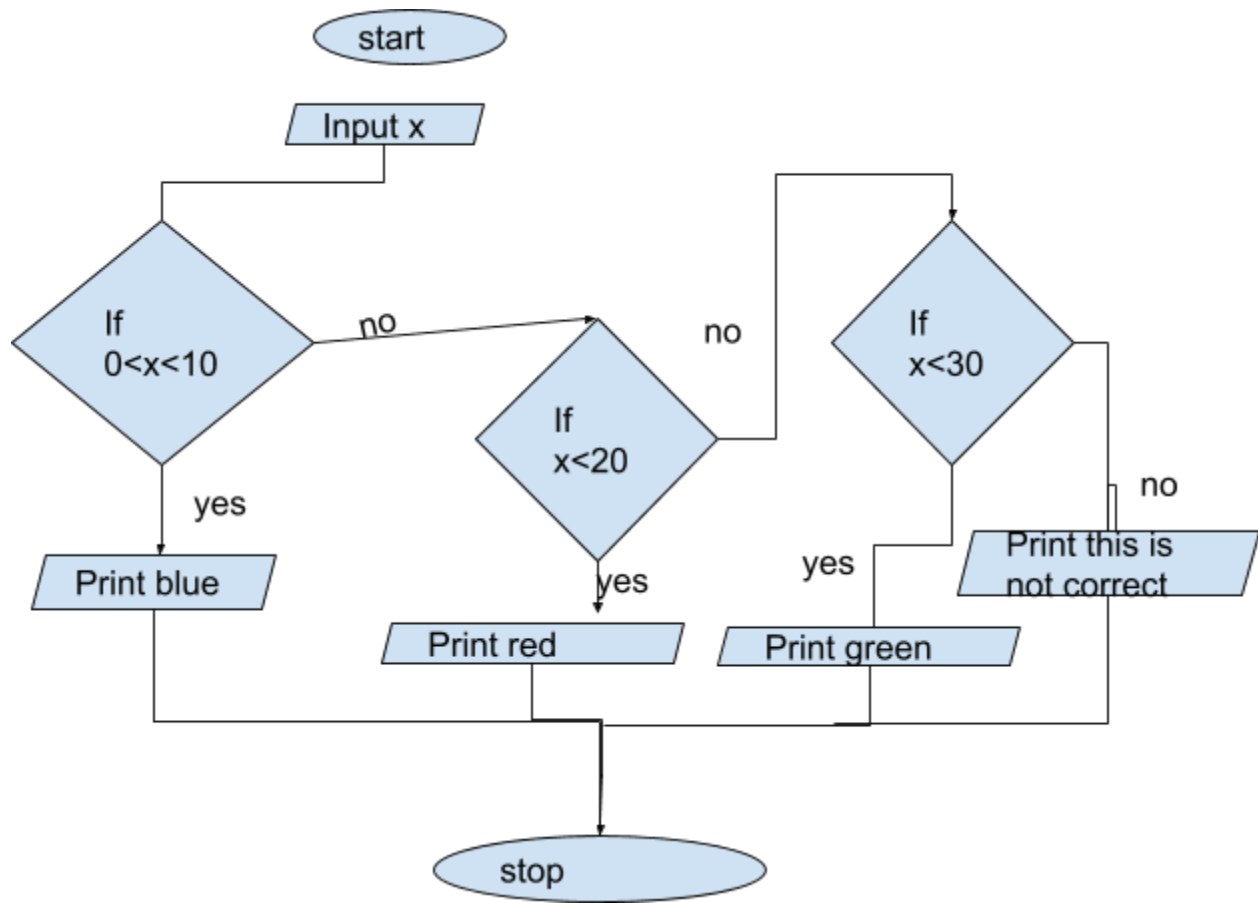 start
Input x
If
0<x<10
no
If
x<20
no
If
x<30
yes
Print blue
yes
Print red
yes
Print green
no
Print this is
not correct
stop